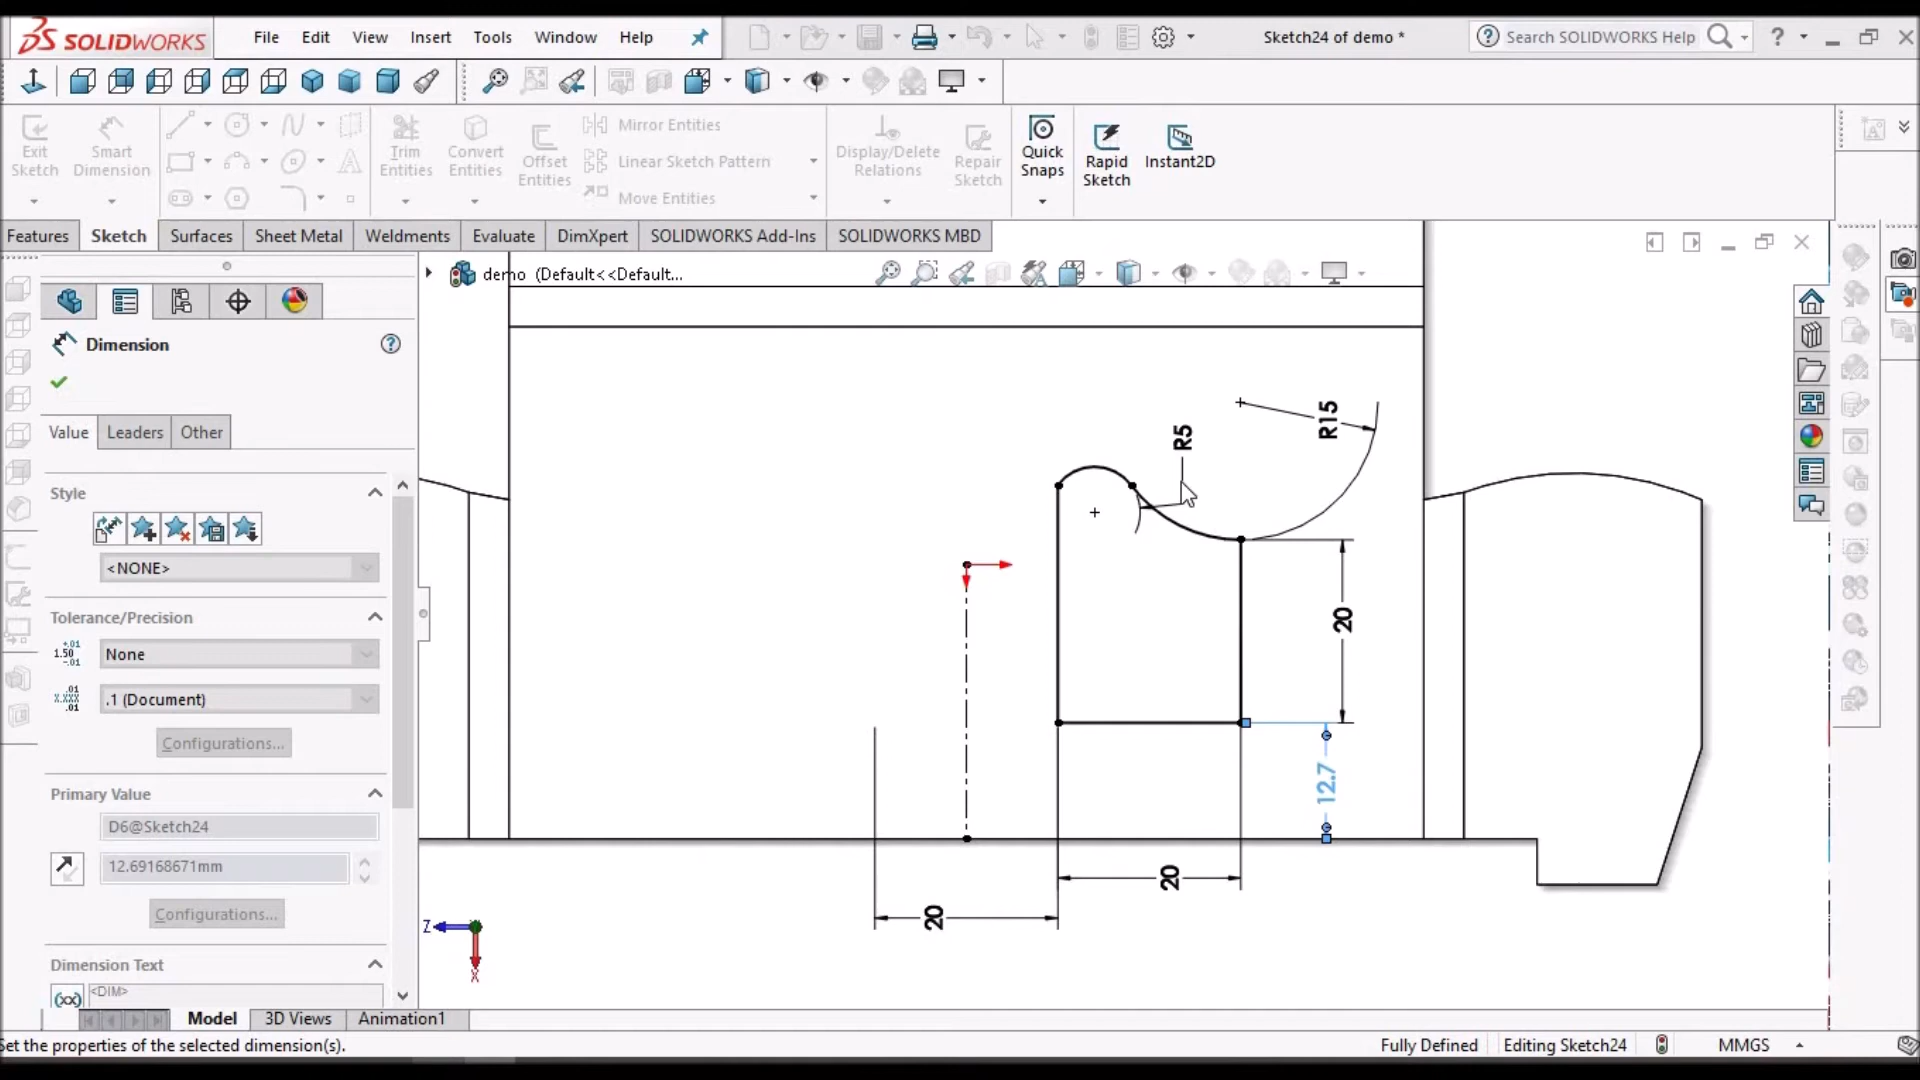 SOLIDWORKS File Edit View Insert Tools Window Help Sketch24 of demo * Search SOLIDWORKS Help ?
Exit Sketch
Smart Dimension
Trim Entities
Convert Entities
Offset Entities
Mirror Entities
Linear Sketch Pattern
Move Entities
Display/Delete Relations
Repair Sketch
Quick Snaps
Rapid Sketch
Instant2D
Features Sketch Surfaces Sheet Metal Weldments Evaluate DimXpert SOLIDWORKS Add-Ins SOLIDWORKS MBD
demo (Default<<Default...
Dimension
Value Leaders Other
Style
<NONE>
Tolerance/Precision
None
.1 (Document)
Configurations...
Primary Value
D6@Sketch24
12.69168671mm
Configurations...
Dimension Text
<DIM>
R5
R15
20
12.7
20
20
Z
X
Model 3D Views Animation1
Set the properties of the selected dimension(s). Fully Defined Editing Sketch24 MMGS